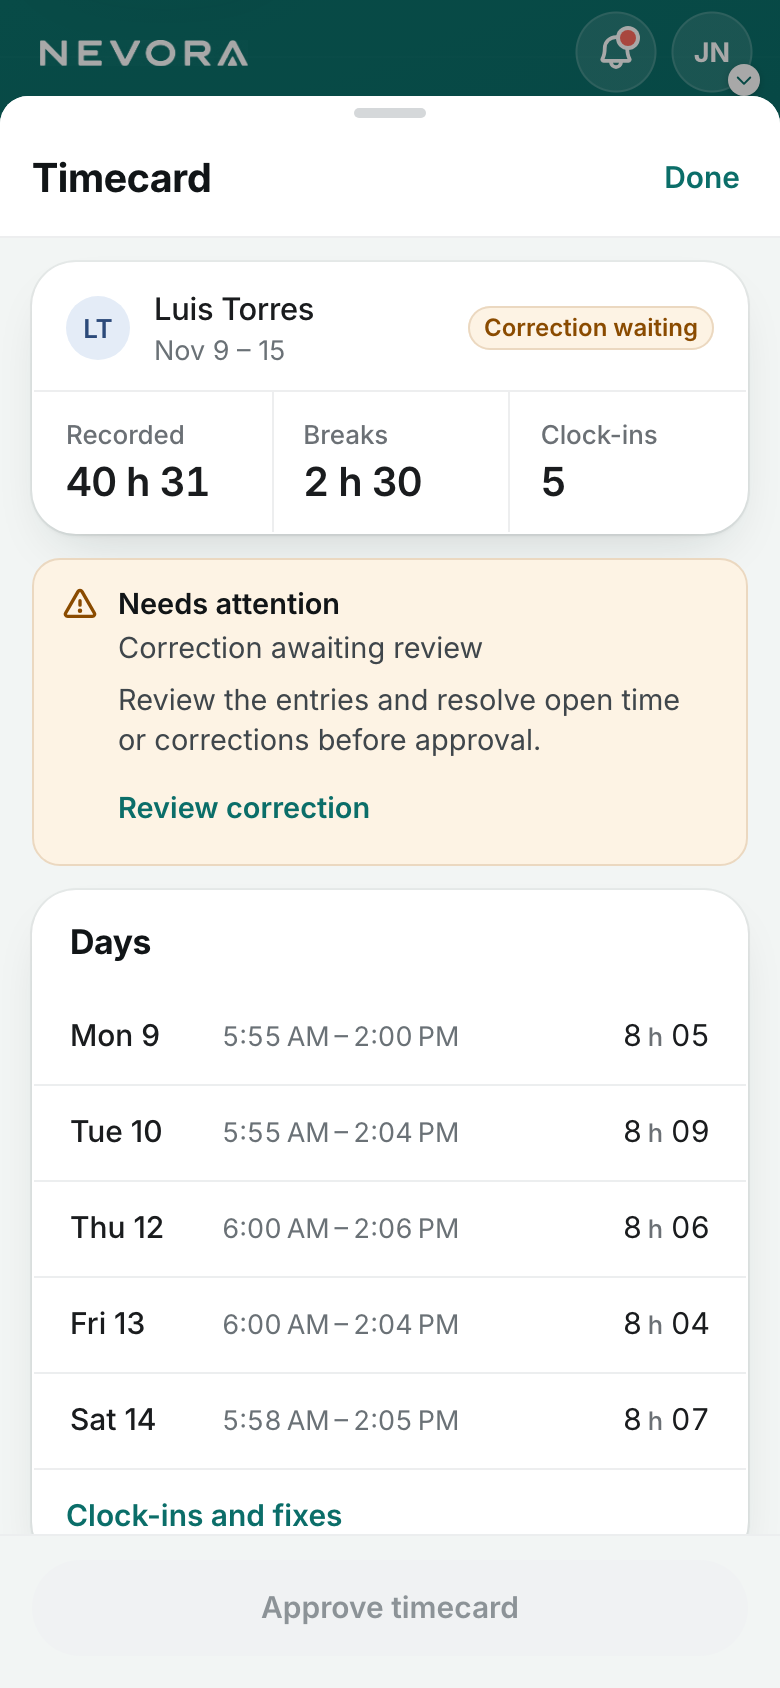 NEVORA
JN
Timecard
Done
LT
Luis Torres
Nov 9 – 15
Correction waiting
Recorded
40 h 31
Breaks
2 h 30
Clock-ins
5
Needs attention
Correction awaiting review
Review the entries and resolve open time
or corrections before approval.
Review correction
Days
Mon 9 5:55 AM – 2:00 PM 8 h 05
Tue 10 5:55 AM – 2:04 PM 8 h 09
Thu 12 6:00 AM – 2:06 PM 8 h 06
Fri 13 6:00 AM – 2:04 PM 8 h 04
Sat 14 5:58 AM – 2:05 PM 8 h 07
Clock-ins and fixes
Approve timecard